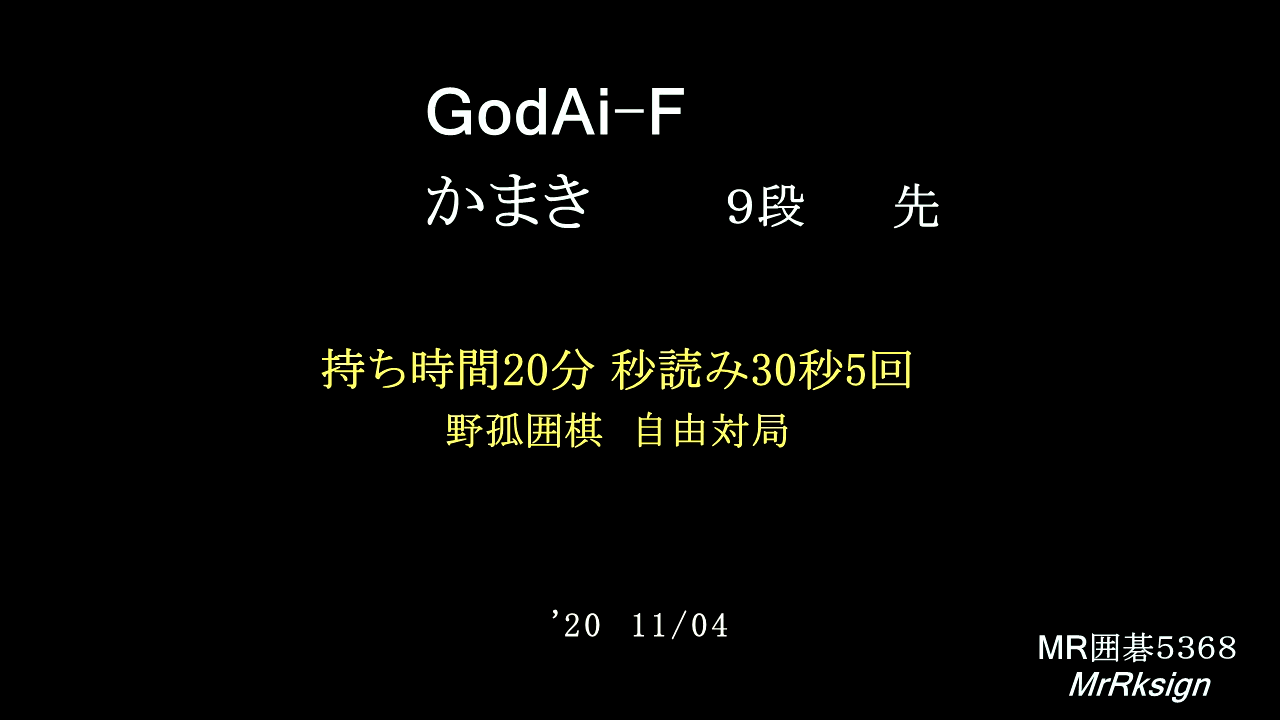 GodAi-F
かまき 9段 先
持ち時間20分 秒読み30秒5回
野孤囲棋 自由対局
'20 11/04
MR囲碁5368
MrRksign